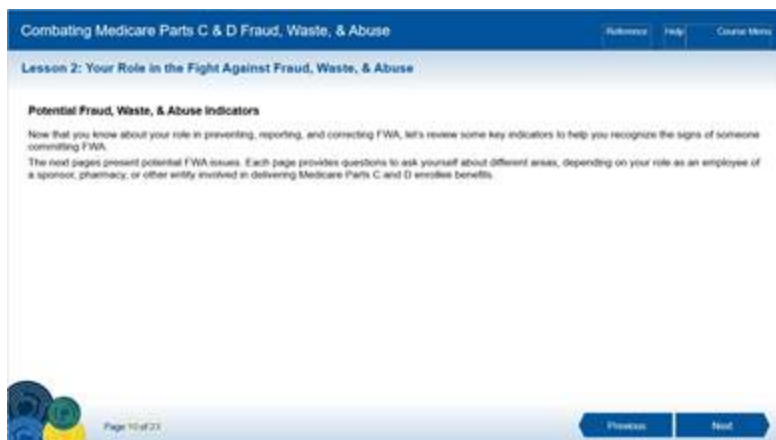 Combating Medicare Parts C & D Fraud, Waste, & Abuse
Reference Help Course Menu
Lesson 2: Your Role in the Fight Against Fraud, Waste, & Abuse
Potential Fraud, Waste, & Abuse Indicators
Now that you know about your role in preventing, reporting, and correcting FWA, let's review some key indicators to help you recognize the signs of someone
committing FWA.
The next pages present potential FWA issues. Each page provides questions to ask yourself about different areas, depending on your role as an employee of
a sponsor, pharmacy, or other entity involved in delivering Medicare Parts C and D enrollee benefits.
Page 10 of 23
Previous Next